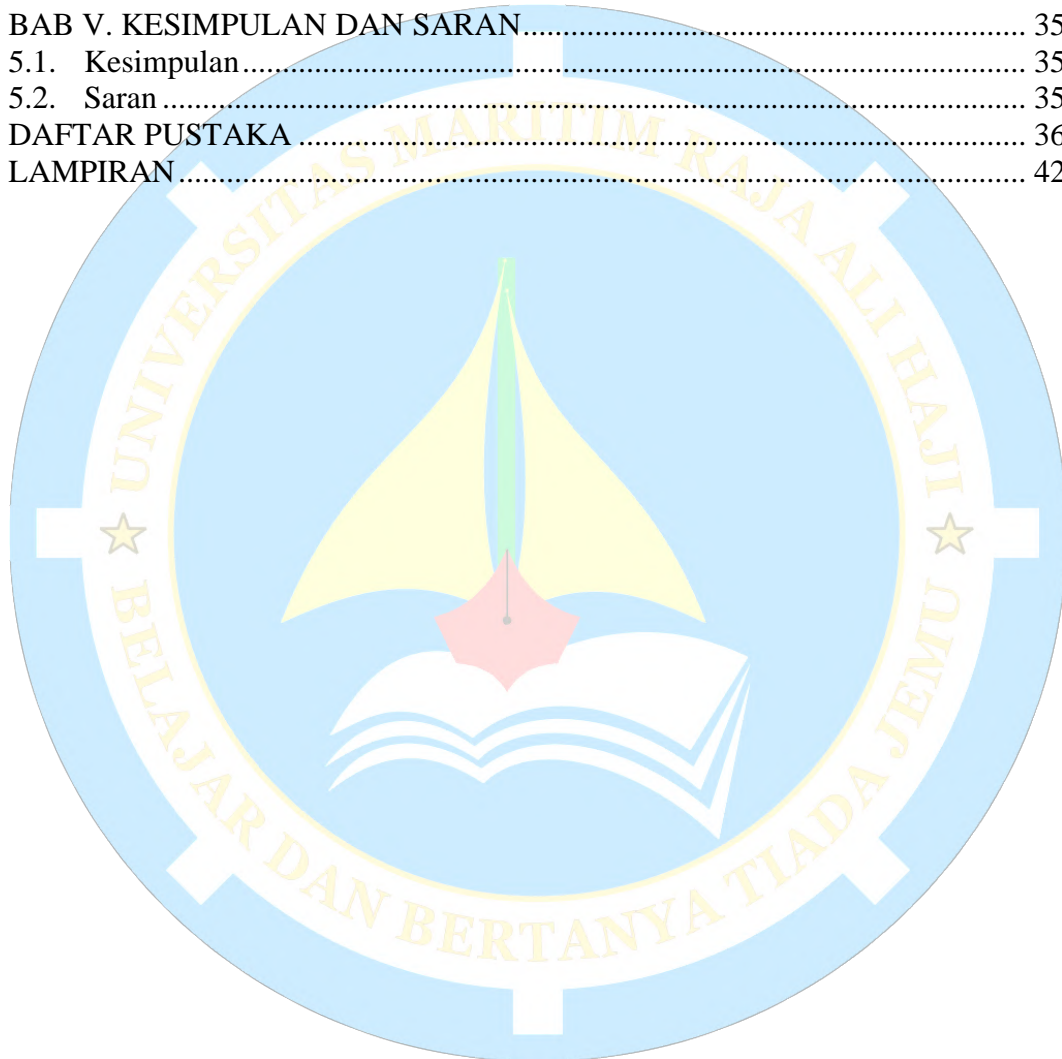 BAB V. KESIMPULAN DAN SARAN.......................................................................... 35
5.1. Kesimpulan.......................................................................................................... 35
5.2. Saran .................................................................................................................... 35
DAFTAR PUSTAKA ............................................................................................... 36
LAMPIRAN............................................................................................................... 42
UNIVERSITAS MARITIM RAJA ALI HAJI
BELAJAR DAN BERTANYA TIADA JEMU